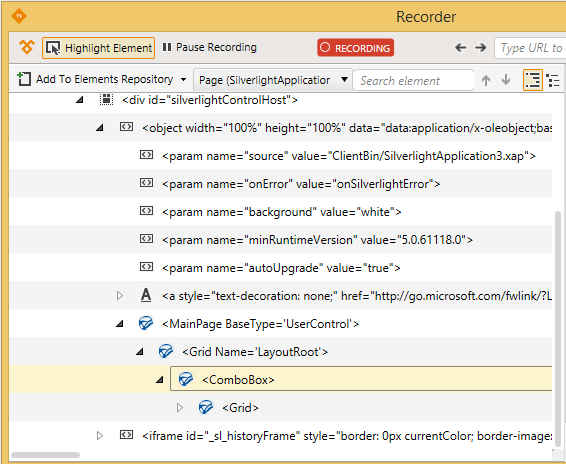 TS
Recorder
Highlight Element
Pause Recording
RECORDING
Type URL to
Add To Elements Repository
Page (SilverlightApplicatior
Search element
<div id="silverlightControlHost">
<object width="100%" height="100%" data="data:application/x-oleobject;bas
<param name="source" value="ClientBin/SilverlightApplication3.xap">
<param name="onError" value="onSilverlightError">
<param name="background" value="white">
<param name="minRuntimeVersion" value="5.0.61118.0">
<param name="autoUpgrade" value="true">
A <a style="text-decoration: none;" href="http://go.microsoft.com/fwlink/?L
<MainPage BaseType='UserControl'>
<Grid Name='LayoutRoot'>
<ComboBox>
<Grid>
<iframe id="_sl_historyFrame" style="border: 0px currentColor; border-image: